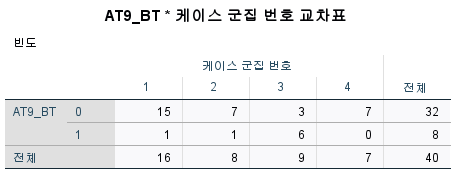 AT9_BT * 케이스 군집 번호 교차표
빈도
케이스 군집 번호
1 2 3 4 전체
AT9_BT 0 15 7 3 7 32
1 1 1 6 0 8
전체 16 8 9 7 40